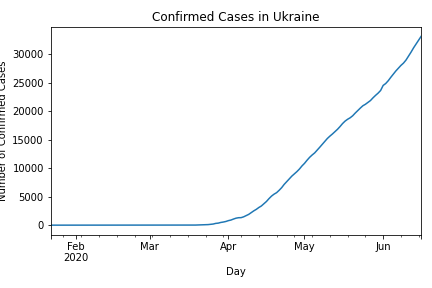 Confirmed Cases in Ukraine
Number of Confirmed Cases
30000
25000
20000
15000
10000
5000
0
Feb
2020
Mar
Apr
May
Jun
Day